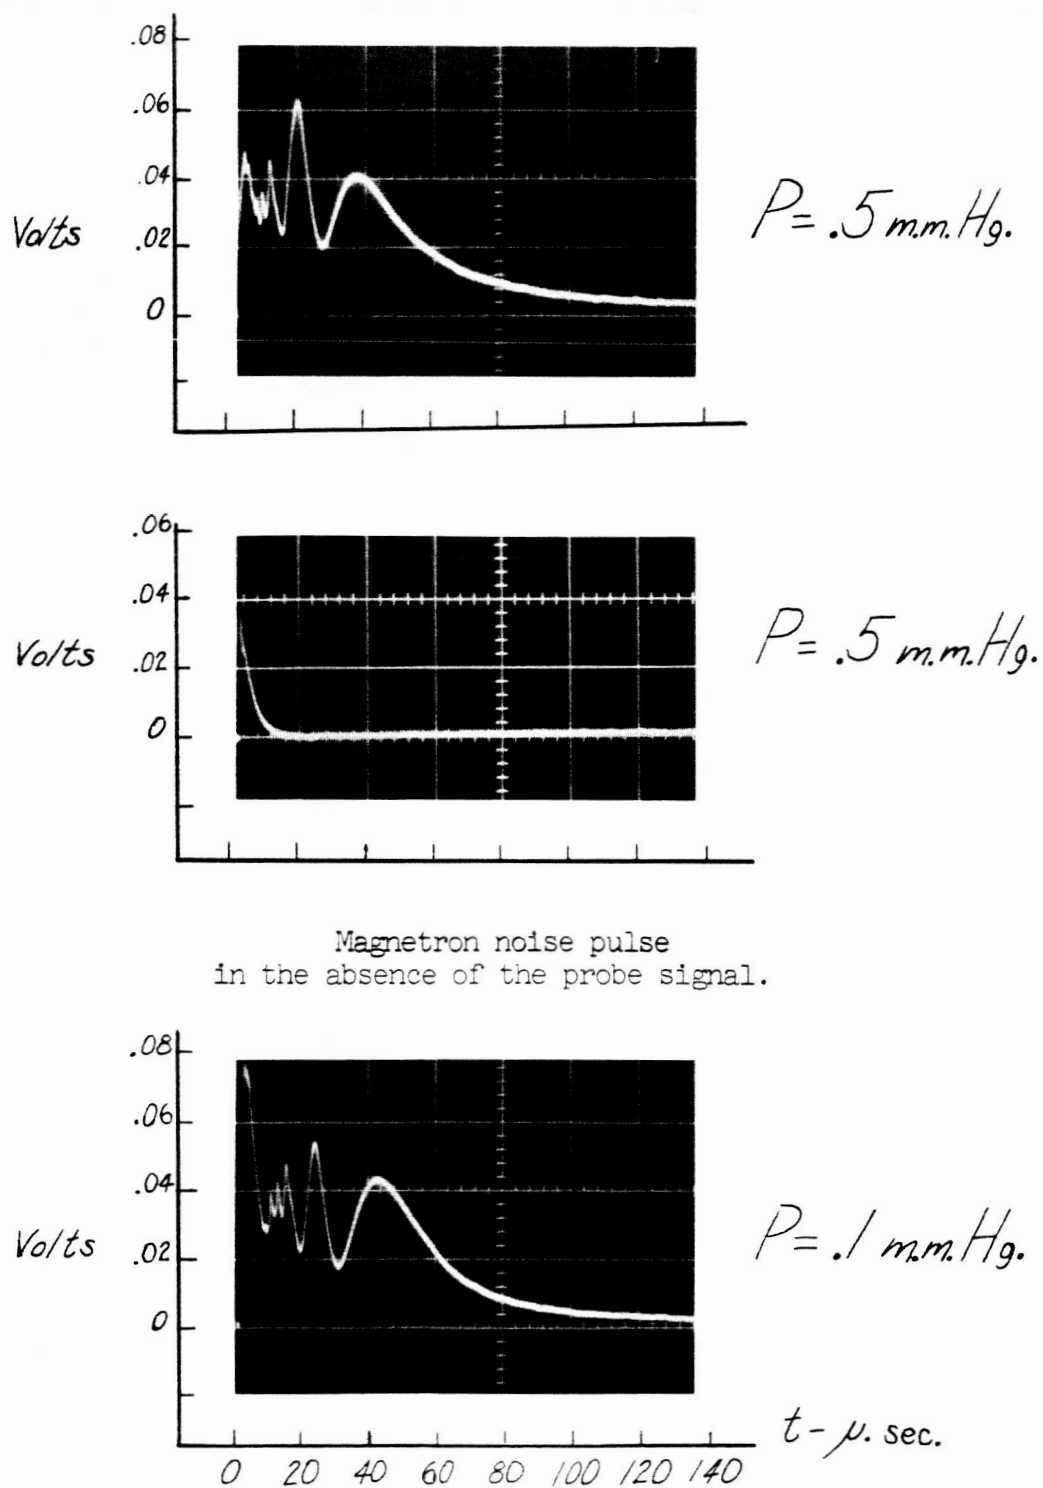 .08
.06
.04
Volts
.02
0
P = .5 m.m. Hg.
.06
.04
Volts
.02
0
P = .5 m.m. Hg.
Magnetron noise pulse
in the absence of the probe signal.
.08
.06
.04
Volts
.02
0
P = .1 m.m. Hg.
t - μ. sec.
0 20 40 60 80 100 120 140